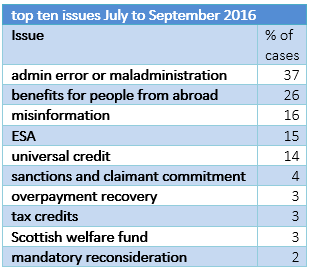 top ten issues July to September 2016
Issue % of
cases
admin error or maladministration 37
benefits for people from abroad 26
misinformation 16
ESA 15
universal credit 14
sanctions and claimant commitment 4
overpayment recovery 3
tax credits 3
Scottish welfare fund 3
mandatory reconsideration 2